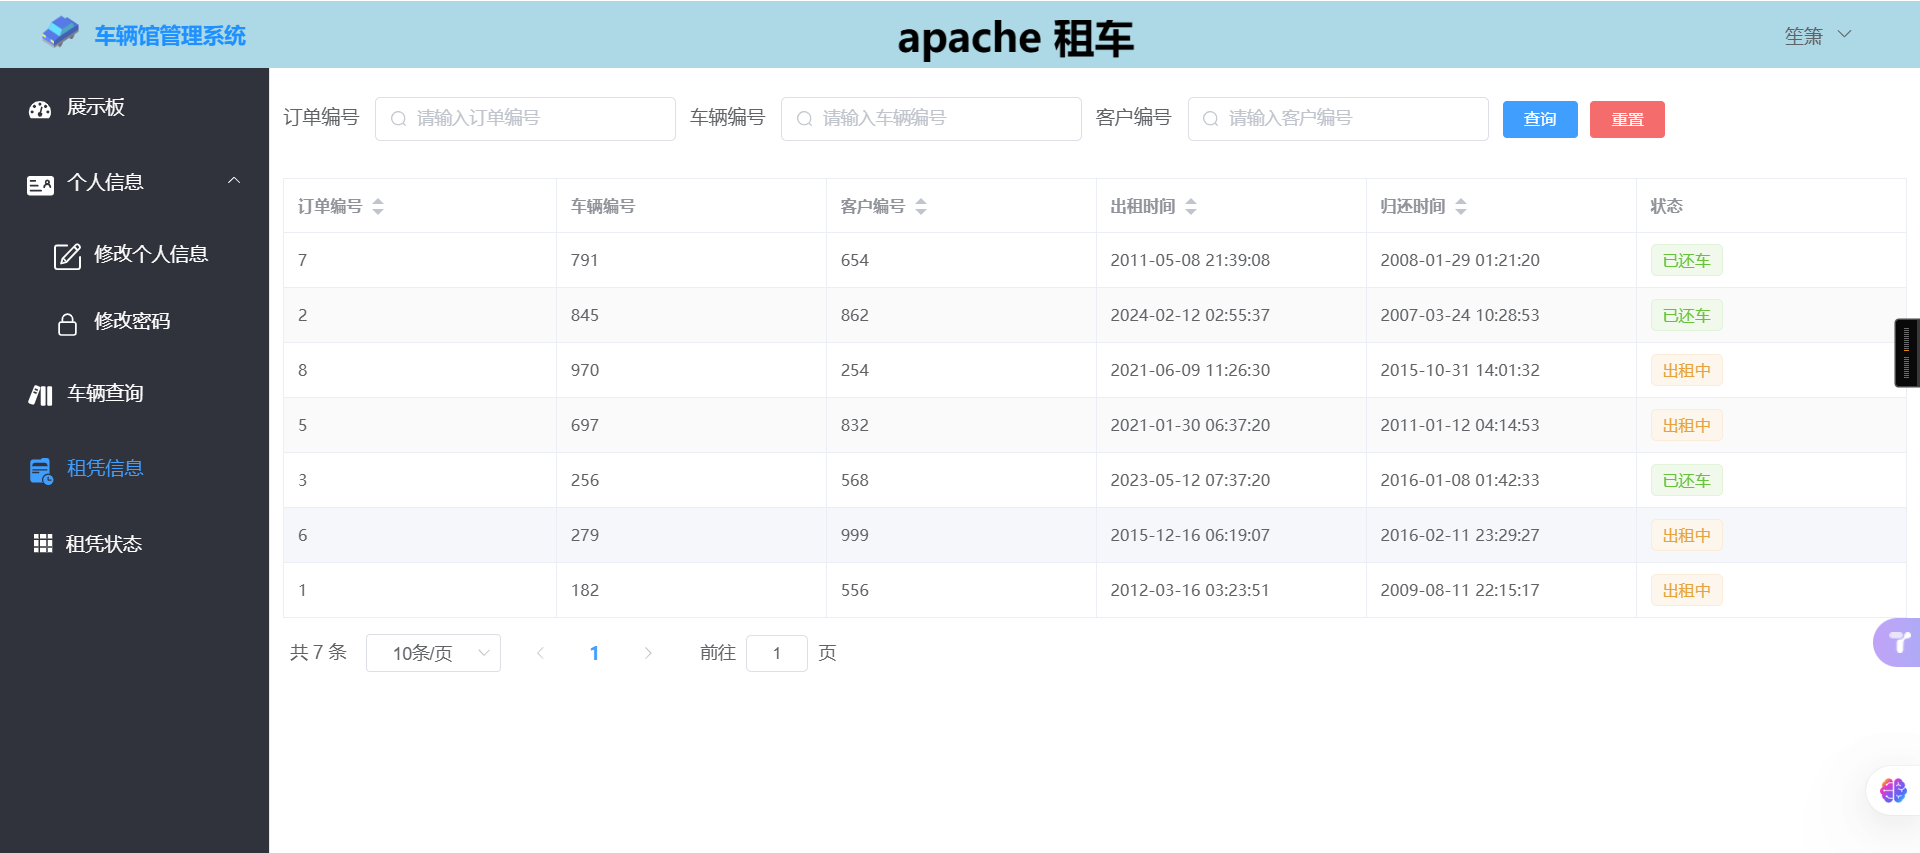 车辆馆管理系统
apache 租车
笙箫
展示板
个人信息
修改个人信息
修改密码
车辆查询
租凭信息
租凭状态
订单编号 请输入订单编号 车辆编号 请输入车辆编号 客户编号 请输入客户编号 查询 重置
订单编号 车辆编号 客户编号 出租时间 归还时间 状态
7 791 654 2011-05-08 21:39:08 2008-01-29 01:21:20 已还车
2 845 862 2024-02-12 02:55:37 2007-03-24 10:28:53 已还车
8 970 254 2021-06-09 11:26:30 2015-10-31 14:01:32 出租中
5 697 832 2021-01-30 06:37:20 2011-01-12 04:14:53 出租中
3 256 568 2023-05-12 07:37:20 2016-01-08 01:42:33 已还车
6 279 999 2015-12-16 06:19:07 2016-02-11 23:29:27 出租中
1 182 556 2012-03-16 03:23:51 2009-08-11 22:15:17 出租中
共 7 条 10条/页 1 前往 1 页